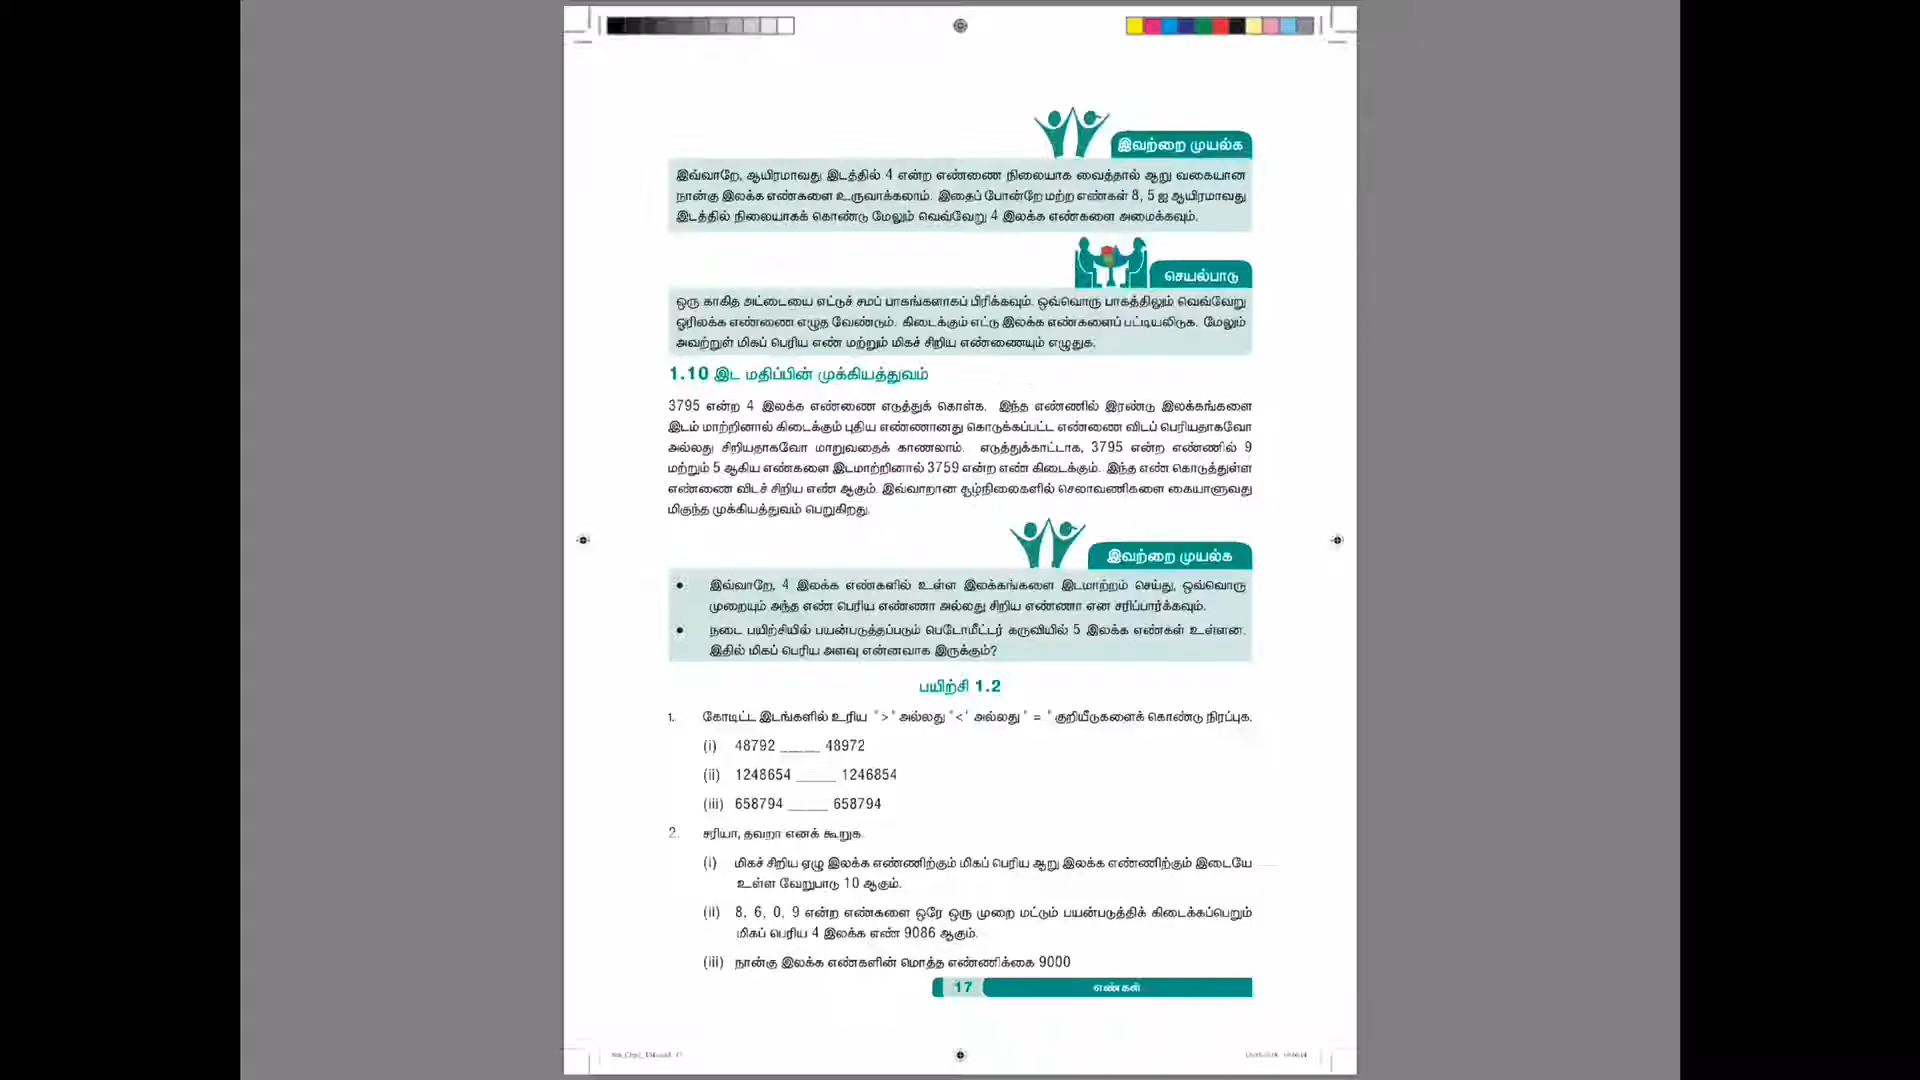 இவற்றை முயல்க
இவ்வாறே, ஆயிரமாவது இடத்தில் 4 என்ற எண்ணை நிலையாக வைத்தால் ஆறு வகையான
நான்கு இலக்க எண்களை உருவாக்கலாம். இதைப் போன்றே மற்ற எண்கள் 8, 5 ஐ ஆயிரமாவது
இடத்தில் நிலையாகக் கொண்டு மேலும் வெவ்வேறு 4 இலக்க எண்களை அமைக்கவும்.
செயல்பாடு
ஒரு காகித அட்டையை எட்டுச் சமப் பாகங்களாகப் பிரிக்கவும். ஒவ்வொரு பாகத்திலும் வெவ்வேறு
ஓரிலக்க எண்ணை எழுத வேண்டும். கிடைக்கும் எட்டு இலக்க எண்களைப் பட்டியலிடுக. மேலும்
அவற்றுள் மிகப் பெரிய எண் மற்றும் மிகச் சிறிய எண்ணையும் எழுதுக.
1.10 இட மதிப்பின் முக்கியத்துவம்
3795 என்ற 4 இலக்க எண்ணை எடுத்துக் கொள்க. இந்த எண்ணில் இரண்டு இலக்கங்களை
இடம் மாற்றினால் கிடைக்கும் புதிய எண்ணானது கொடுக்கப்பட்ட எண்ணை விடப் பெரியதாகவோ
அல்லது சிறியதாகவோ மாறுவதைக் காணலாம். எடுத்துக்காட்டாக, 3795 என்ற எண்ணில் 9
மற்றும் 5 ஆகிய எண்களை இடமாற்றினால் 3759 என்ற எண் கிடைக்கும். இந்த எண் கொடுத்துள்ள
எண்ணை விடச் சிறிய எண் ஆகும். இவ்வாறான சூழ்நிலைகளில் செலாவணிகளை கையாளுவது
மிகுந்த முக்கியத்துவம் பெறுகிறது.
இவற்றை முயல்க
• இவ்வாறே, 4 இலக்க எண்களில் உள்ள இலக்கங்களை இடமாற்றம் செய்து, ஒவ்வொரு
முறையும் அந்த எண் பெரிய எண்ணா அல்லது சிறிய எண்ணா என சரிப்பார்க்கவும்.
• நடை பயிற்சியில் பயன்படுத்தப்படும் பெடோமீட்டர் கருவியில் 5 இலக்க எண்கள் உள்ளன.
இதில் மிகப் பெரிய அளவு என்னவாக இருக்கும்?
பயிற்சி 1.2
1. கோடிட்ட இடங்களில் உரிய " > " அல்லது "<" அல்லது " = " குறியீடுகளைக் கொண்டு நிரப்புக.
(i) 48792 _____ 48972
(ii) 1248654 _____ 1246854
(iii) 658794 _____ 658794
2. சரியா, தவறா எனக் கூறுக.
(i) மிகச் சிறிய ஏழு இலக்க எண்ணிற்கும் மிகப் பெரிய ஆறு இலக்க எண்ணிற்கும் இடையே
உள்ள வேறுபாடு 10 ஆகும்.
(ii) 8, 6, 0, 9 என்ற எண்களை ஒரே ஒரு முறை மட்டும் பயன்படுத்திக் கிடைக்கப்பெறும்
மிகப் பெரிய 4 இலக்க எண் 9086 ஆகும்.
(iii) நான்கு இலக்க எண்களின் மொத்த எண்ணிக்கை 9000
17 எண்கள்